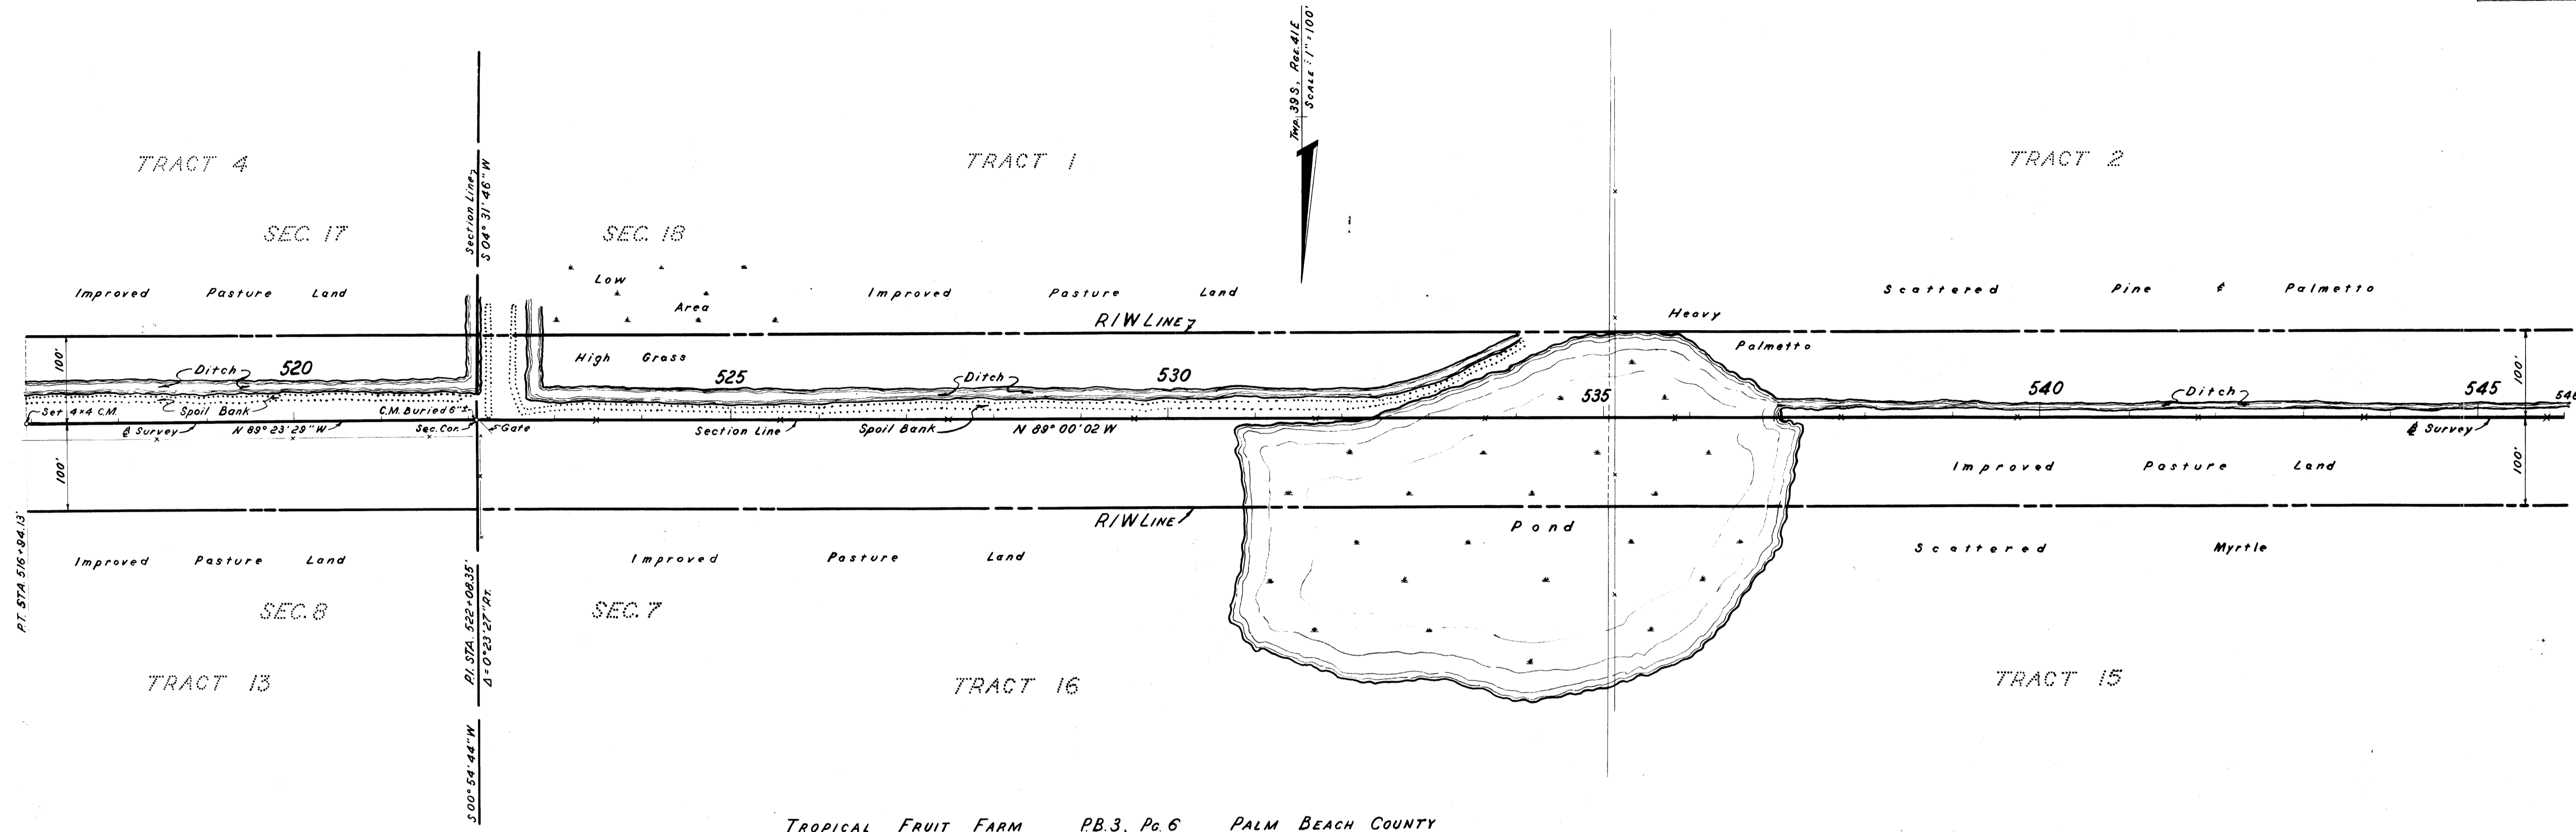 Twp. 39 S, Rge. 41 E
SCALE: 1" = 100'
TRACT 4
TRACT 1
TRACT 2
Section Line
S 04° 31' 46" W
SEC. 17
SEC. 18
Low
Area
Improved Pasture Land
Improved Pasture Land
Scattered Pine & Palmetto
R/W LINE
Heavy
Palmetto
High Grass
100'
100'
Ditch
520
525
Ditch
530
535
540
Ditch
545
546
Set 4x4 C.M.
Spoil Bank
C.M. Buried 6"±
℄ Survey
N 89° 23' 29" W
Sec. Cor.
Gate
Section Line
Spoil Bank
N 89° 00' 02 W
℄ Survey
100'
100'
Improved Pasture Land
R/W LINE
Pond
P.T. STA. 516+94.13'
Improved Pasture Land
Improved Pasture Land
Scattered Myrtle
P.I. STA. 522+08.35'
Δ = 0° 23' 27" RT.
SEC. 8
SEC. 7
TRACT 13
TRACT 16
TRACT 15
S 00° 54' 44" W
TROPICAL FRUIT FARM P.B. 3, PG. 6 PALM BEACH COUNTY